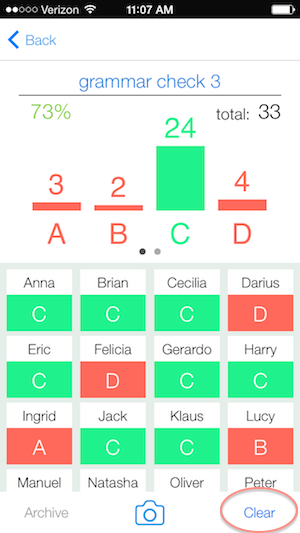 Verizon 11:07 AM
Back
grammar check 3
73% total: 33
24
3 2 4
A B C D
Anna Brian Cecilia Darius
C C C D
Eric Felicia Gerardo Harry
C D C C
Ingrid Jack Klaus Lucy
A C C B
Manuel Natasha Oliver Peter
Archive Clear